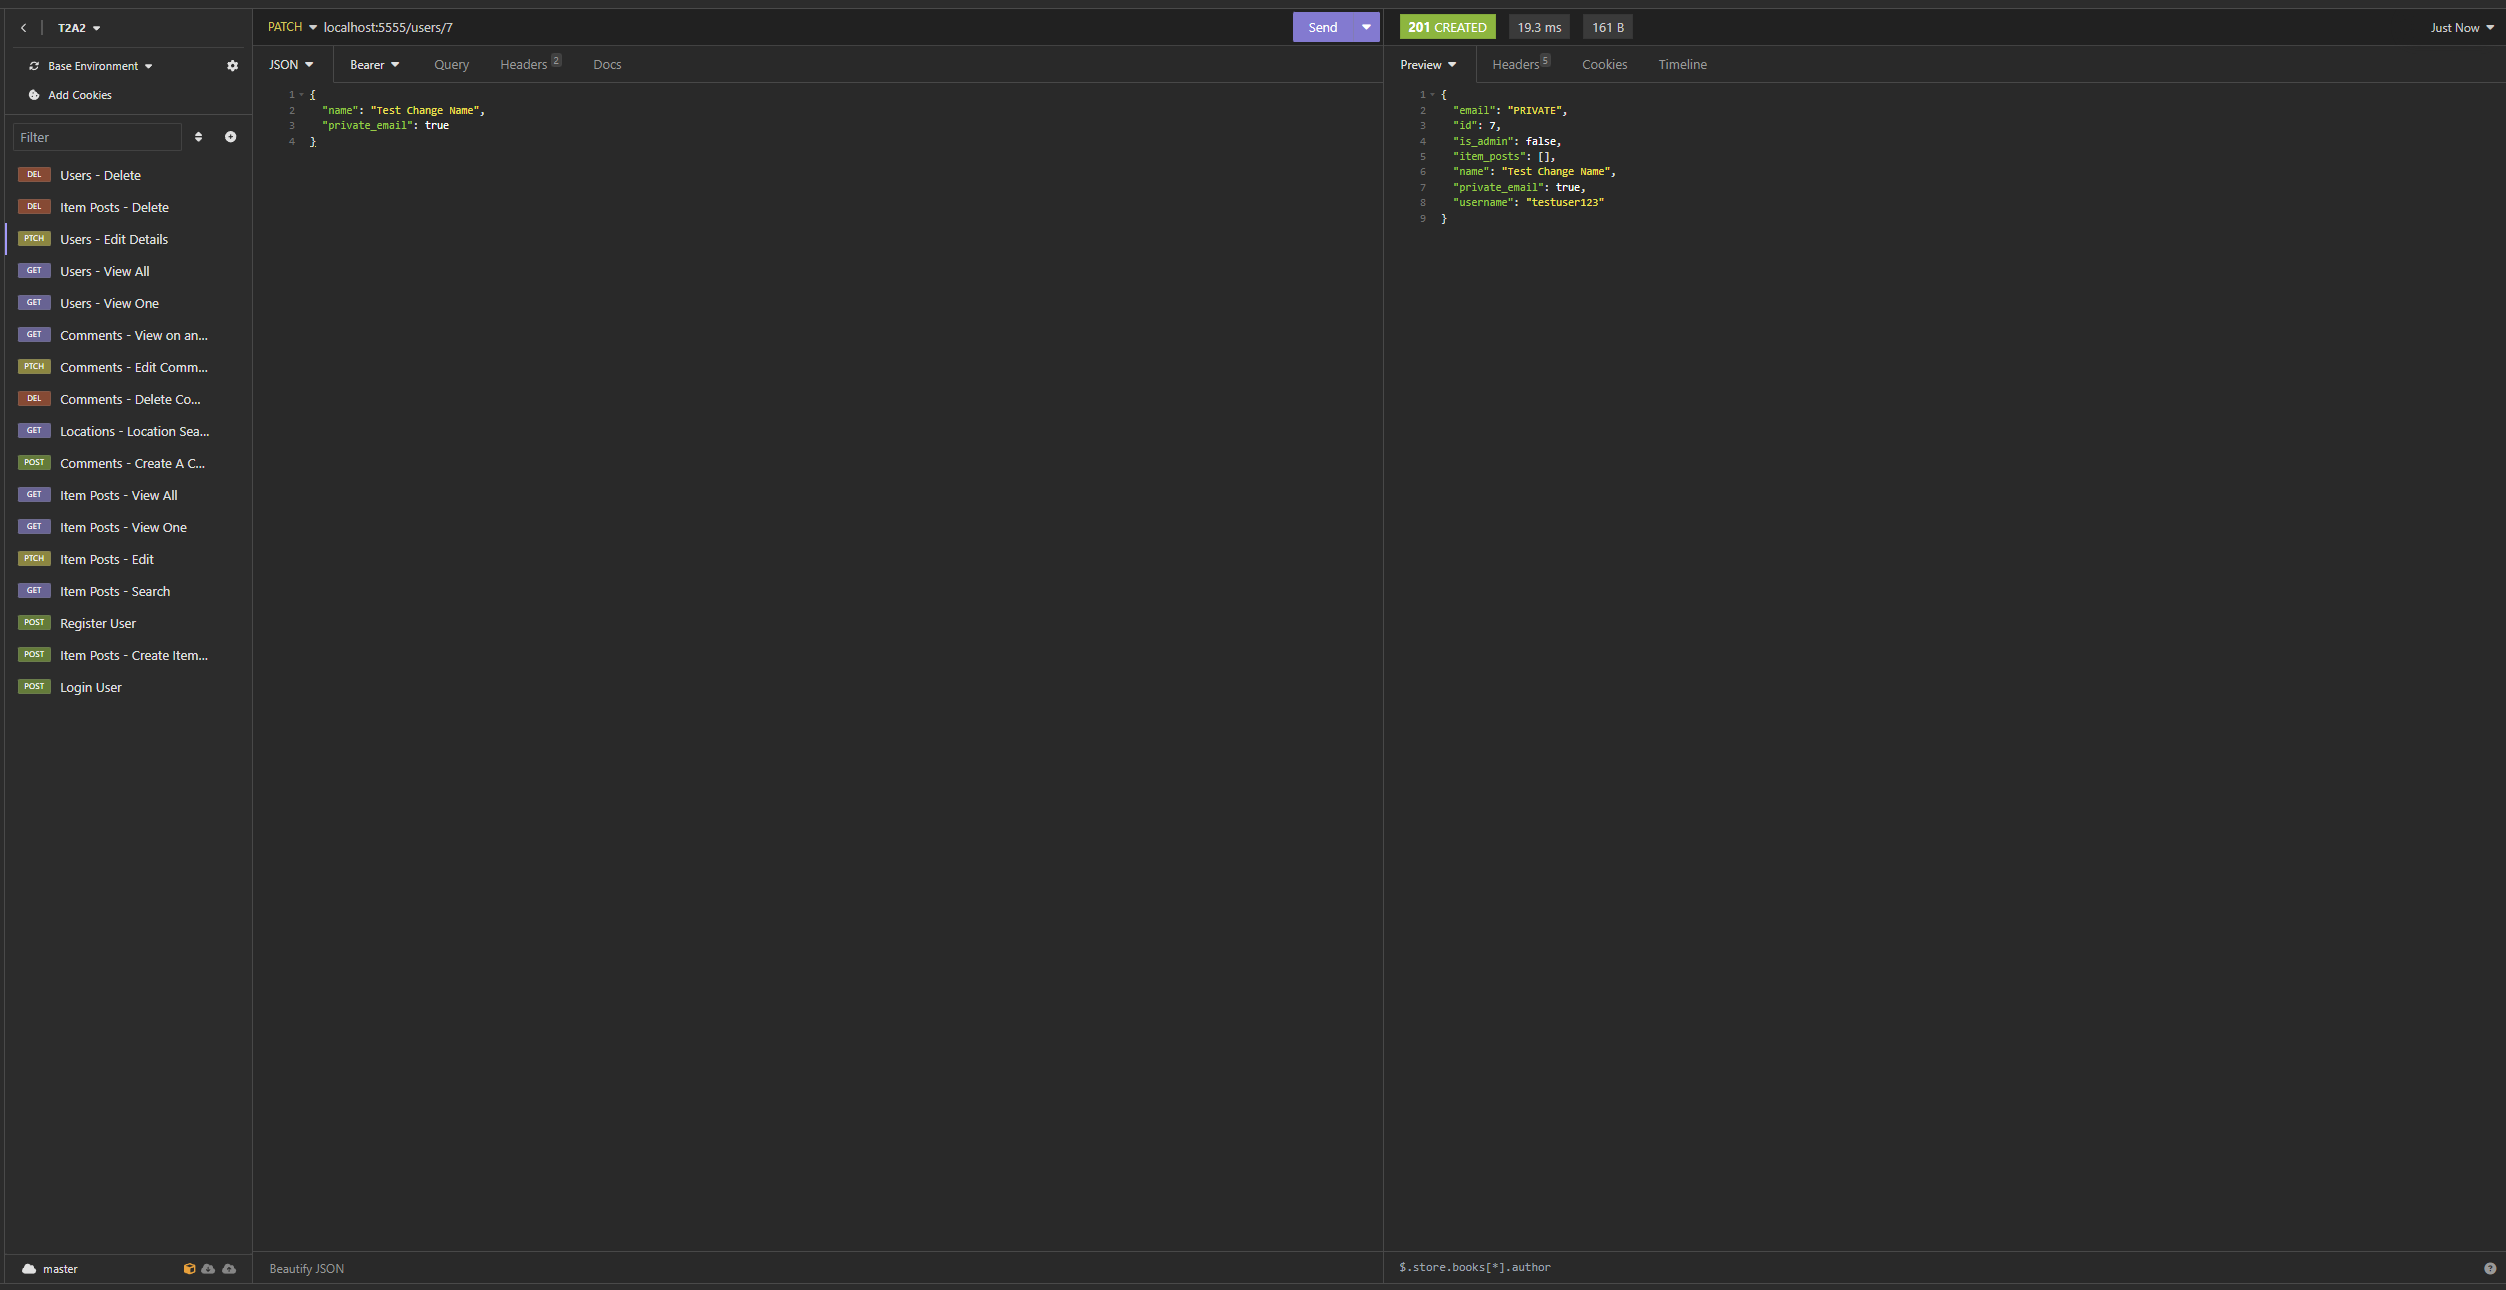 T2A2
Base Environment
Add Cookies
Filter
DEL Users - Delete
DEL Item Posts - Delete
PTCH Users - Edit Details
GET Users - View All
GET Users - View One
GET Comments - View on an...
PTCH Comments - Edit Comm...
DEL Comments - Delete Co...
GET Locations - Location Sea...
POST Comments - Create A C...
GET Item Posts - View All
GET Item Posts - View One
PTCH Item Posts - Edit
GET Item Posts - Search
POST Register User
POST Item Posts - Create Item...
POST Login User
master
PATCH localhost:5555/users/7 Send
JSON Bearer Query Headers 2 Docs
1 {
2 "name": "Test Change Name",
3 "private_email": true
4 }
Beautify JSON
201 CREATED 19.3 ms 161 B Just Now
Preview Headers 5 Cookies Timeline
1 {
2 "email": "PRIVATE",
3 "id": 7,
4 "is_admin": false,
5 "item_posts": [],
6 "name": "Test Change Name",
7 "private_email": true,
8 "username": "testuser123"
9 }
$.store.books[*].author